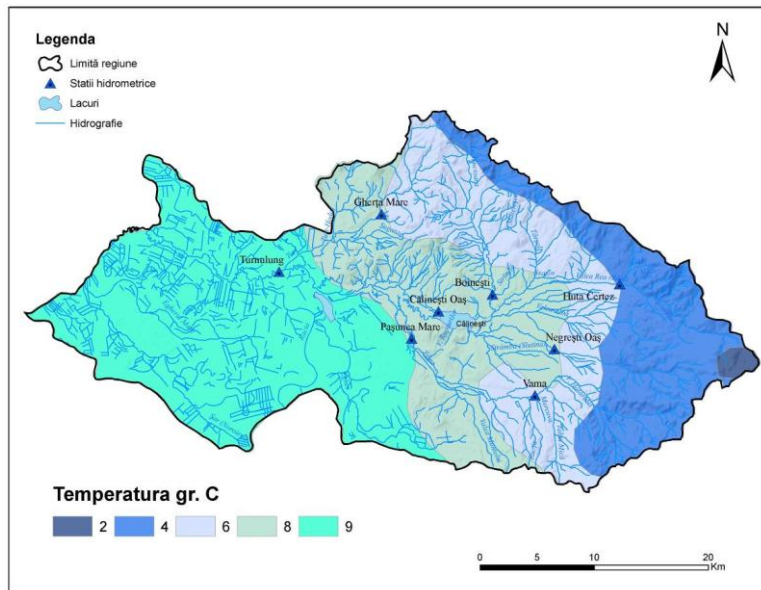 Legenda
Limită regiune
Statii hidrometrice
Lacuri
Hidrografie
N
Gherța Mare
Turulung
Boinești
Huta Certez
Călinești Oaș
Călinești
Pașunea Mare
Negrești Oaș
Vama
Temperatura gr. C
2 4 6 8 9
0 5 10 20
Km